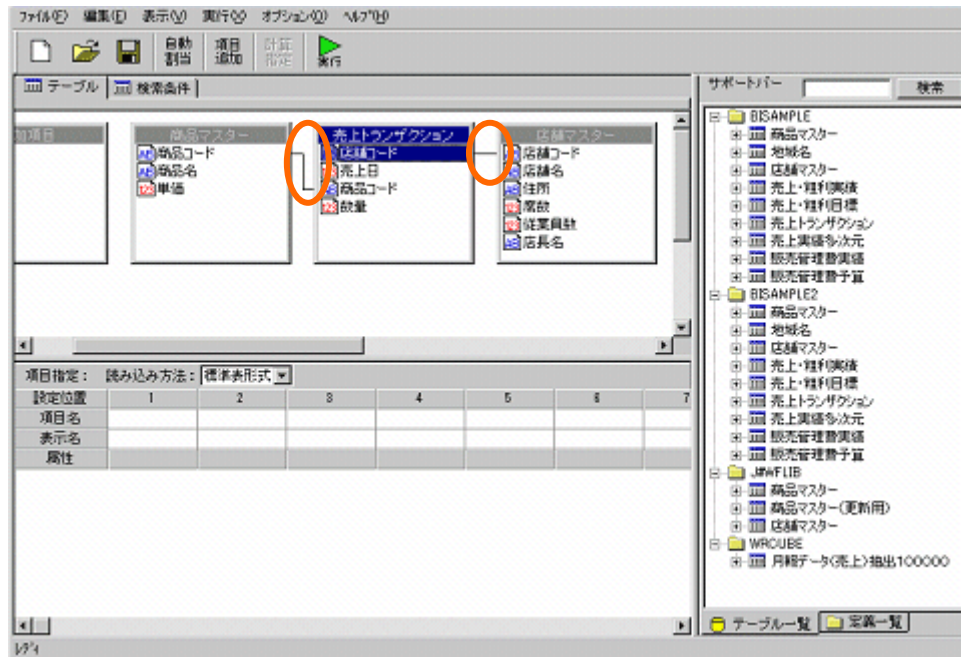 ファイル(F) 編集(E) 表示(V) 実行(X) オプション(O) ヘルプ(H)
自動割当 項目追加 計算指定 実行
テーブル 検索条件
サポートバー 検索
加項目
商品マスター
商品コード
商品名
単価
売上トランザクション
店舗コード
売上日
商品コード
数量
店舗マスター
店舗コード
店舗名
住所
席数
従業員数
店長名
項目指定: 読み込み方法: 標準表形式
設定位置 1 2 3 4 5 6 7
項目名
表示名
属性
BISAMPLE
商品マスター
地域名
店舗マスター
売上・粗利実績
売上・粗利目標
売上トランザクション
売上実績多次元
販売管理費実績
販売管理費予算
BISAMPLE2
商品マスター
地域名
店舗マスター
売上・粗利実績
売上・粗利目標
売上トランザクション
売上実績多次元
販売管理費実績
販売管理費予算
J#WFLIB
商品マスター
商品マスター(更新用)
店舗マスター
WRCUBE
月報データ(売上)抽出100000
テーブル一覧 定義一覧
レディ